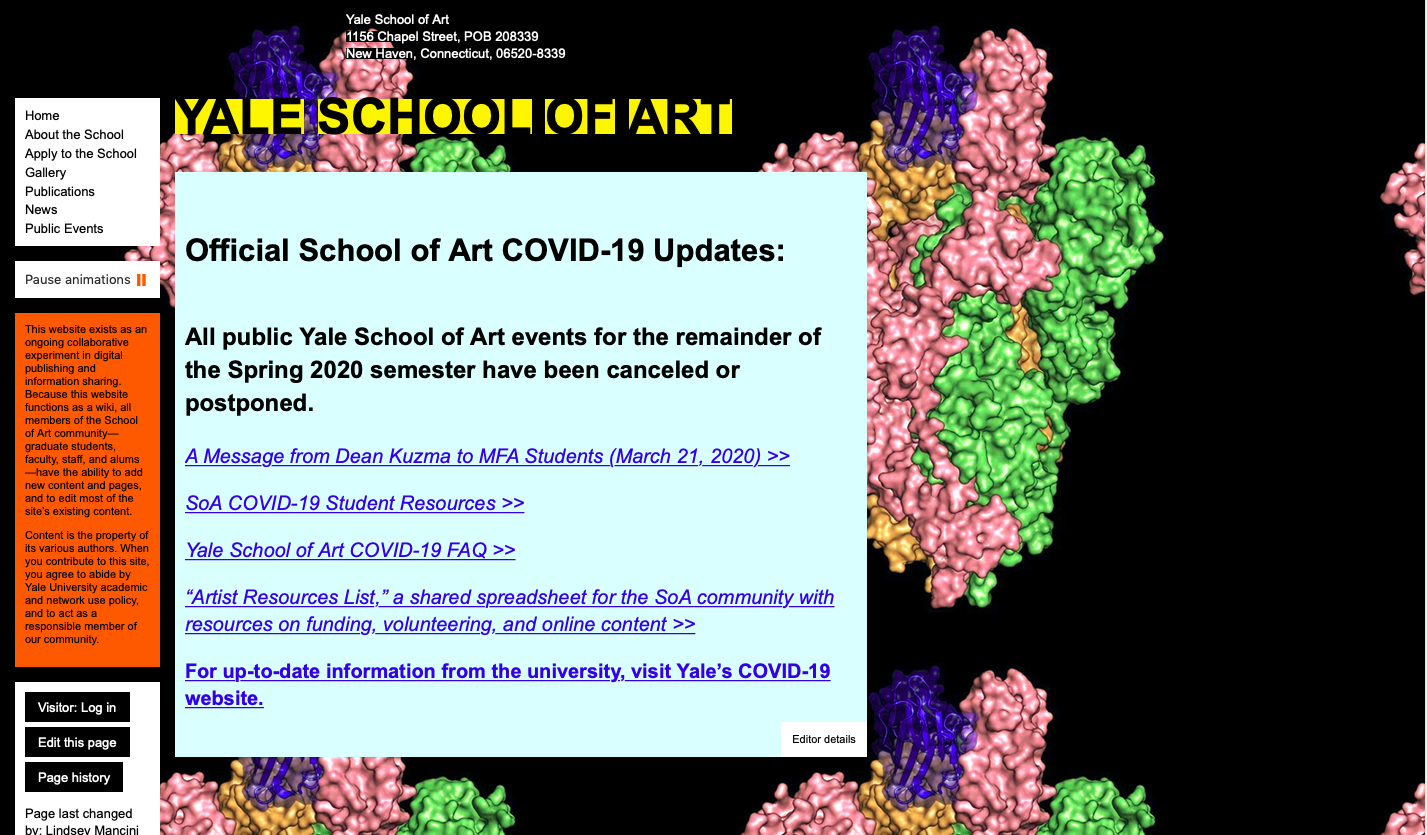 Yale School of Art
1156 Chapel Street, POB 208339
New Haven, Connecticut, 06520-8339
YALE SCHOOL OF ART
Home
About the School
Apply to the School
Gallery
Publications
News
Public Events
Pause animations
This website exists as an
ongoing collaborative
experiment in digital
publishing and
information sharing.
Because this website
functions as a wiki, all
members of the School
of Art community—
graduate students,
faculty, staff, and alums
—have the ability to add
new content and pages,
and to edit most of the
site’s existing content.
Content is the property of
its various authors. When
you contribute to this site,
you agree to abide by
Yale University academic
and network use policy,
and to act as a
responsible member of
our community.
Visitor: Log in
Edit this page
Page history
Page last changed
by: Lindsey Mancini
Official School of Art COVID-19 Updates:
All public Yale School of Art events for the remainder of
the Spring 2020 semester have been canceled or
postponed.
A Message from Dean Kuzma to MFA Students (March 21, 2020) >>
SoA COVID-19 Student Resources >>
Yale School of Art COVID-19 FAQ >>
“Artist Resources List,” a shared spreadsheet for the SoA community with
resources on funding, volunteering, and online content >>
For up-to-date information from the university, visit Yale’s COVID-19
website.
Editor details